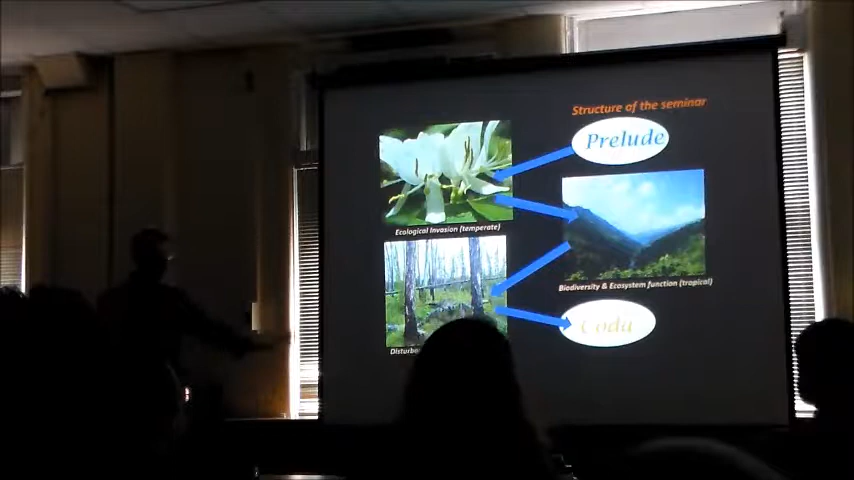 Structure of the seminar
Prelude
Ecological Invasion (temperate)
Biodiversity & Ecosystem function (tropical)
Coda